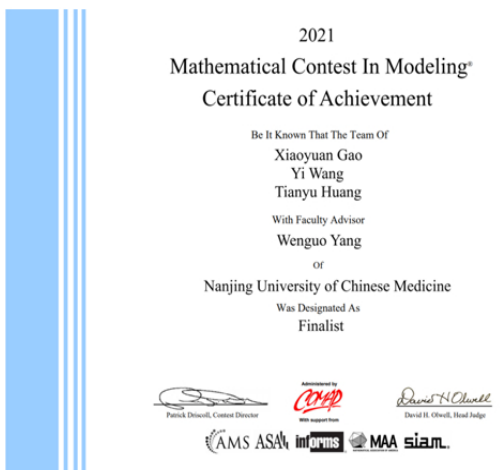 2021
Mathematical Contest In Modeling®
Certificate of Achievement
Be It Known That The Team Of
Xiaoyuan Gao
Yi Wang
Tianyu Huang
With Faculty Advisor
Wenguo Yang
Of
Nanjing University of Chinese Medicine
Was Designated As
Finalist
Administered by
COMAP
With support from
David H Olwell
Patrick Driscoll, Contest Director
David H. Olwell, Head Judge
AMS ASA informs MAA siam.